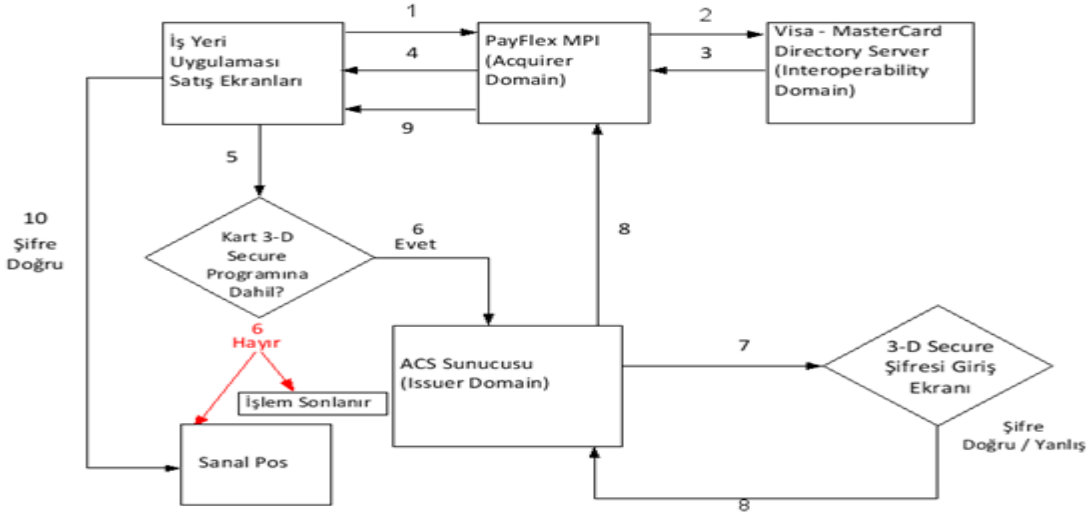 1
2
İş Yeri
Uygulaması
Satış Ekranları
PayFlex MPI
(Acquirer
Domain)
Visa - MasterCard
Directory Server
(Interoperability
Domain)
4
3
9
5
10
Şifre
Doğru
Kart 3-D
Secure
Programına
Dahil?
6
Evet
8
6
Hayır
İşlem Sonlanır
ACS Sunucusu
(Issuer Domain)
7
3-D Secure
Şifresi Giriş
Ekranı
Şifre
Doğru / Yanlış
Sanal Pos
8